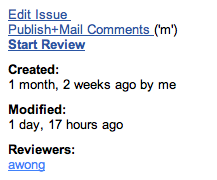 Edit Issue
Publish+Mail Comments ('m')
Start Review
Created:
1 month, 2 weeks ago by me
Modified:
1 day, 17 hours ago
Reviewers:
awong